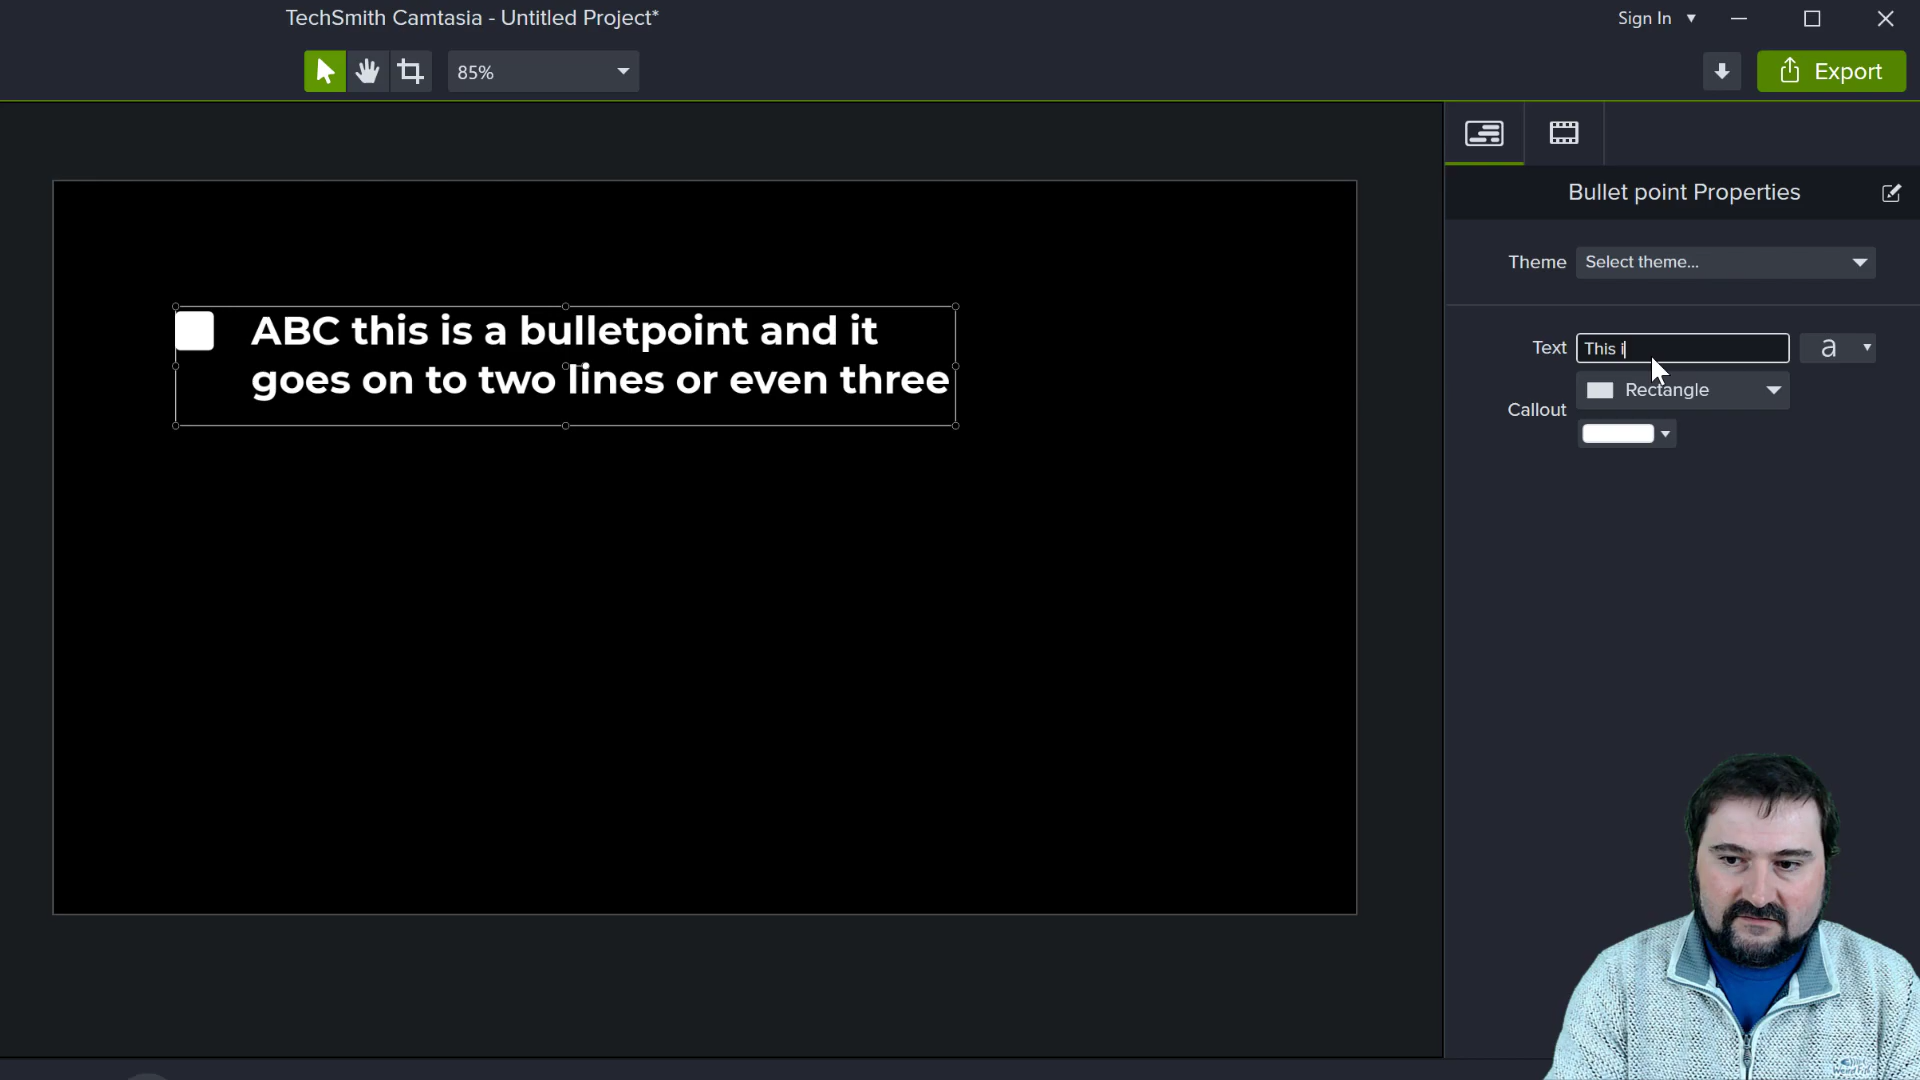 TechSmith Camtasia - Untitled Project*
Sign In
85%
Export
Bullet point Properties
Theme
Select theme...
ABC this is a bulletpoint and it
goes on to two lines or even three
Text
This i
a
Rectangle
Callout